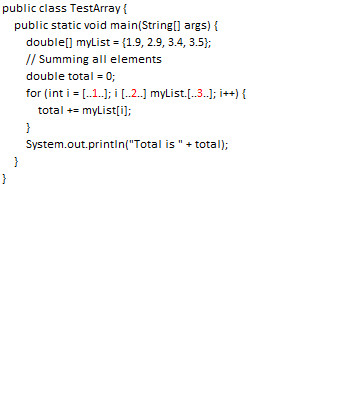 public class TestArray {
public static void main(String[] args) {
double[] myList = {1.9, 2.9, 3.4, 3.5};
// Summing all elements
double total = 0;
for (int i = [..1..]; i [..2..] myList.[..3..]; i++) {
total += myList[i];
}
System.out.println("Total is " + total);
}
}